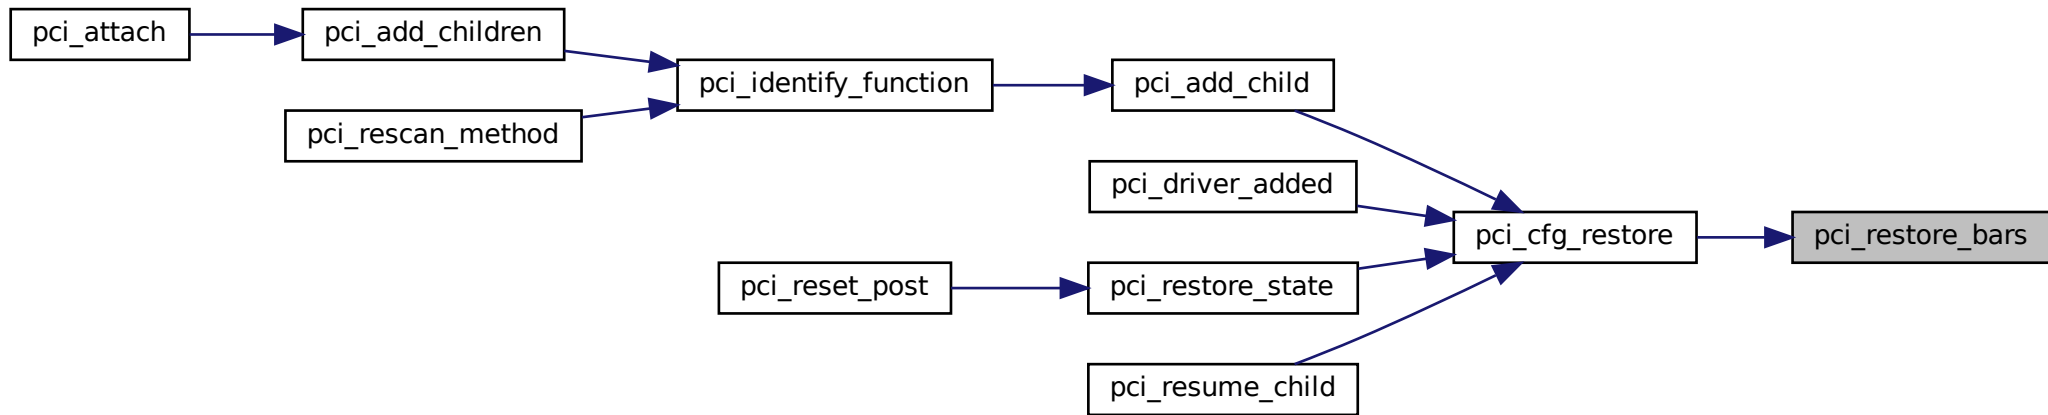 pci_attach
pci_add_children
pci_identify_function
pci_add_child
pci_rescan_method
pci_driver_added
pci_cfg_restore
pci_restore_bars
pci_reset_post
pci_restore_state
pci_resume_child